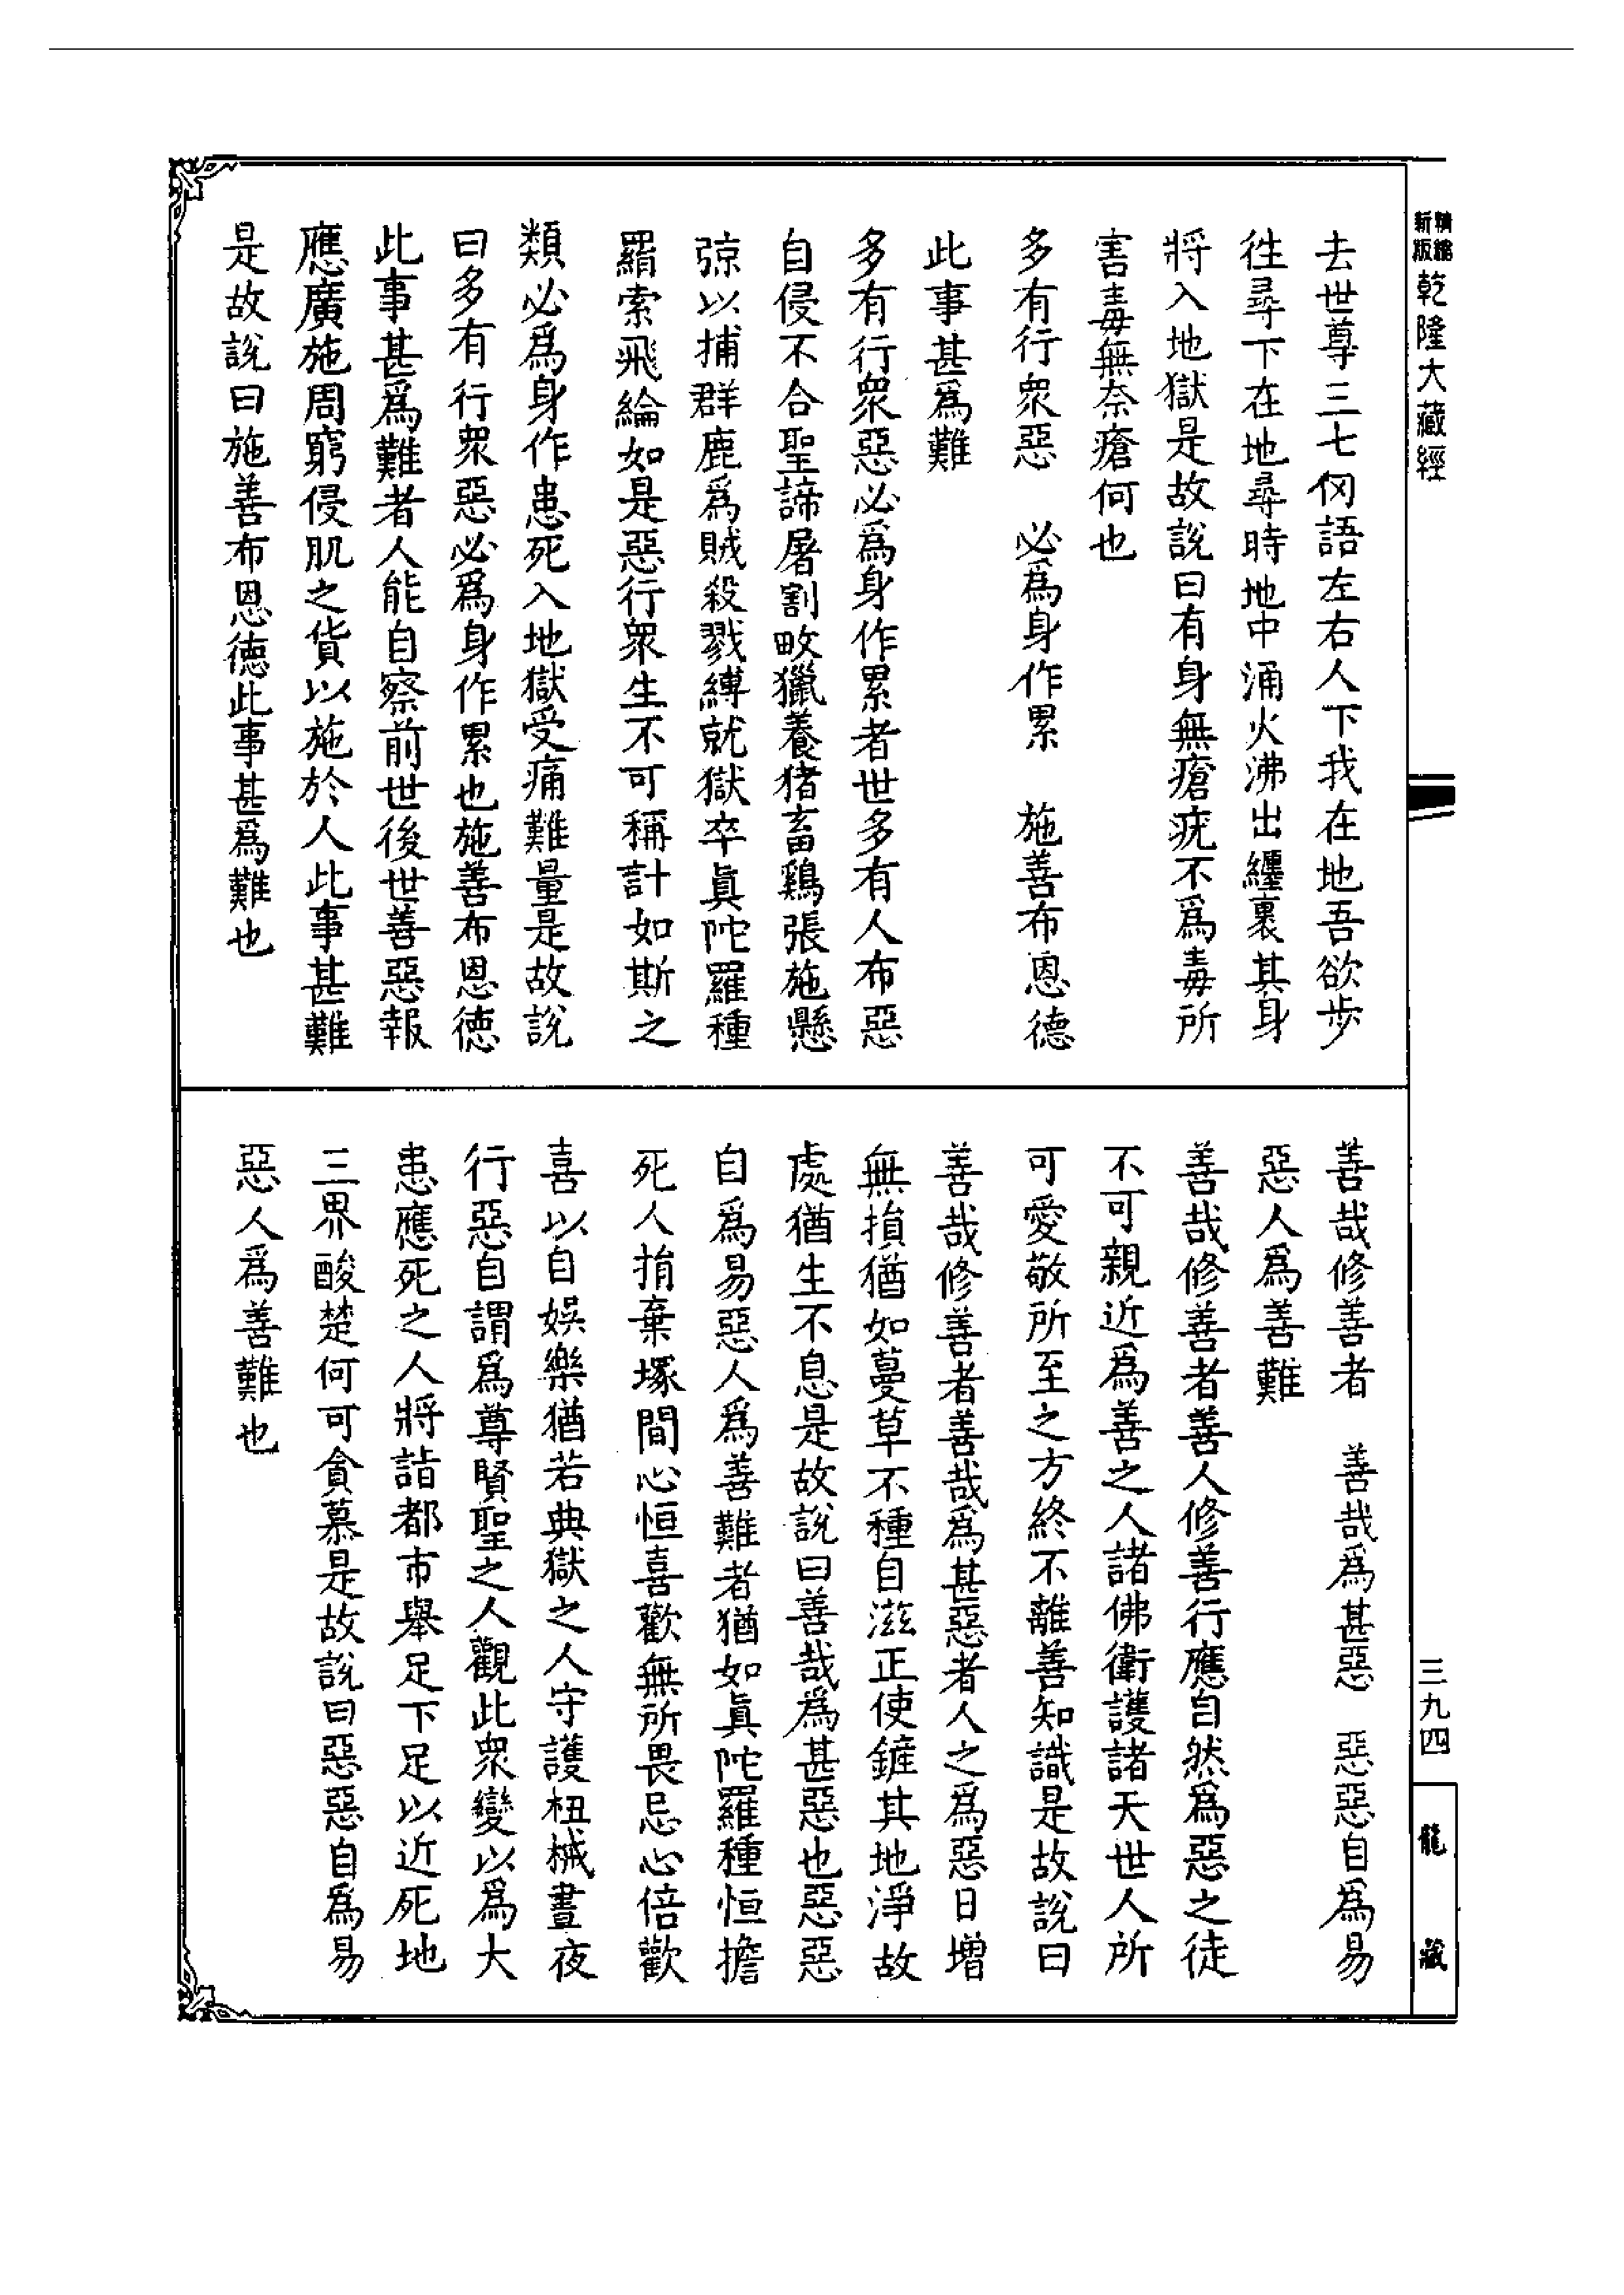 新版
精縮
乾隆大藏經
去世尊三七仞語左右人下我在地吾欲步
徃尋下在地尋時地中涌火沸出纏裹其身
將入地獄是故說曰有身無瘡疣不爲毒所
害毒無奈瘡何也
多有行衆惡　必爲身作累　施善布恩德
此事甚爲難
多有行衆惡必爲身作累者世多有人布惡
自侵不合聖諦屠割畋獵養猪畜鷄張施懸
弶以捕群鹿爲賊殺戮縛就獄卒眞陀羅種
羂索飛綸如是惡行衆生不可稱計如斯之
類必爲身作患死入地獄受痛難量是故說
曰多有行衆惡必爲身作累也施善布恩德
此事甚爲難者人能自察前世後世善惡報
應廣施周窮侵肌之貨以施於人此事甚難
是故說曰施善布恩德此事甚爲難也
善哉修善者　善哉爲甚惡　惡惡自爲易
惡人爲善難
善哉修善者善人修善行應自然爲惡之徒
不可親近爲善之人諸佛衛護諸天世人所
可愛敬所至之方終不離善知識是故說曰
善哉修善者善哉爲甚惡者人之爲惡日增
無損猶如蔓草不種自滋正使鏟其地淨故
處猶生不息是故說曰善哉爲甚惡也惡惡
自爲易惡人爲善難者猶如眞陀羅種恒擔
死人捐棄塚間心恒喜歡無所畏忌心倍歡
喜以自娛樂猶若典獄之人守護杻械晝夜
行惡自謂爲尊賢聖之人觀此衆變以爲大
患應死之人將詣都市舉足下足以近死地
三界酸楚何可貪慕是故說曰惡惡自爲易
惡人爲善難也
三九四
龍藏